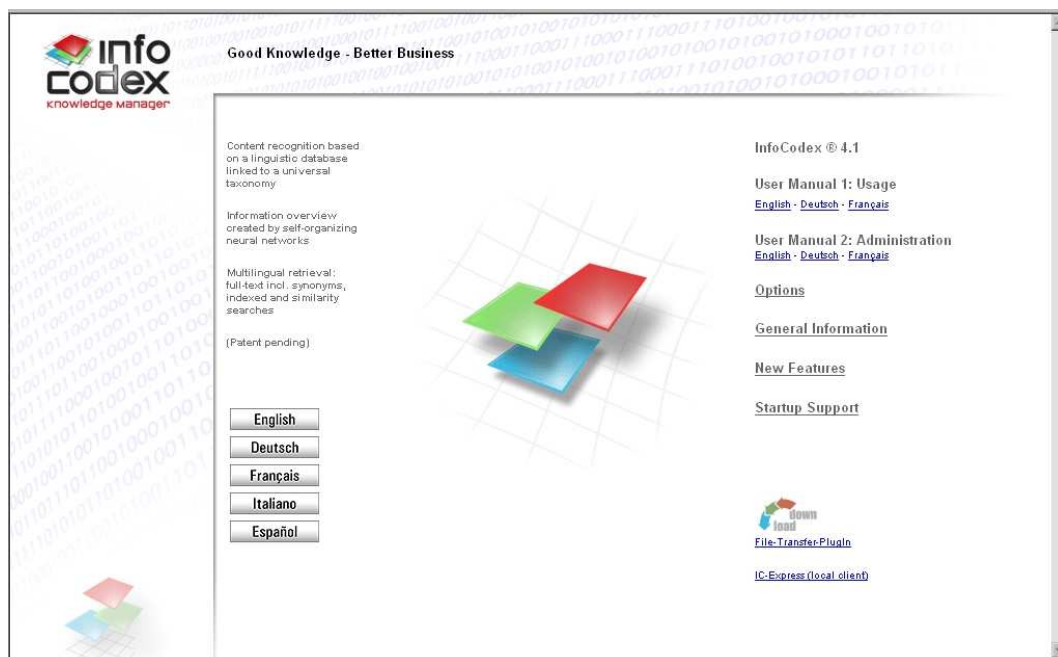 info
codex
Knowledge Manager
Good Knowledge - Better Business
Content recognition based
on a linguistic database
linked to a universal
taxonomy
Information overview
created by self-organizing
neural networks
Multilingual retrieval:
full-text incl. synonyms,
indexed and similarity
searches
(Patent pending)
English
Deutsch
Français
Italiano
Español
InfoCodex ® 4.1
User Manual 1: Usage
English - Deutsch - Français
User Manual 2: Administration
English - Deutsch - Français
Options
General Information
New Features
Startup Support
down
load
File-Transfer-PlugIn
IC-Express (local client)